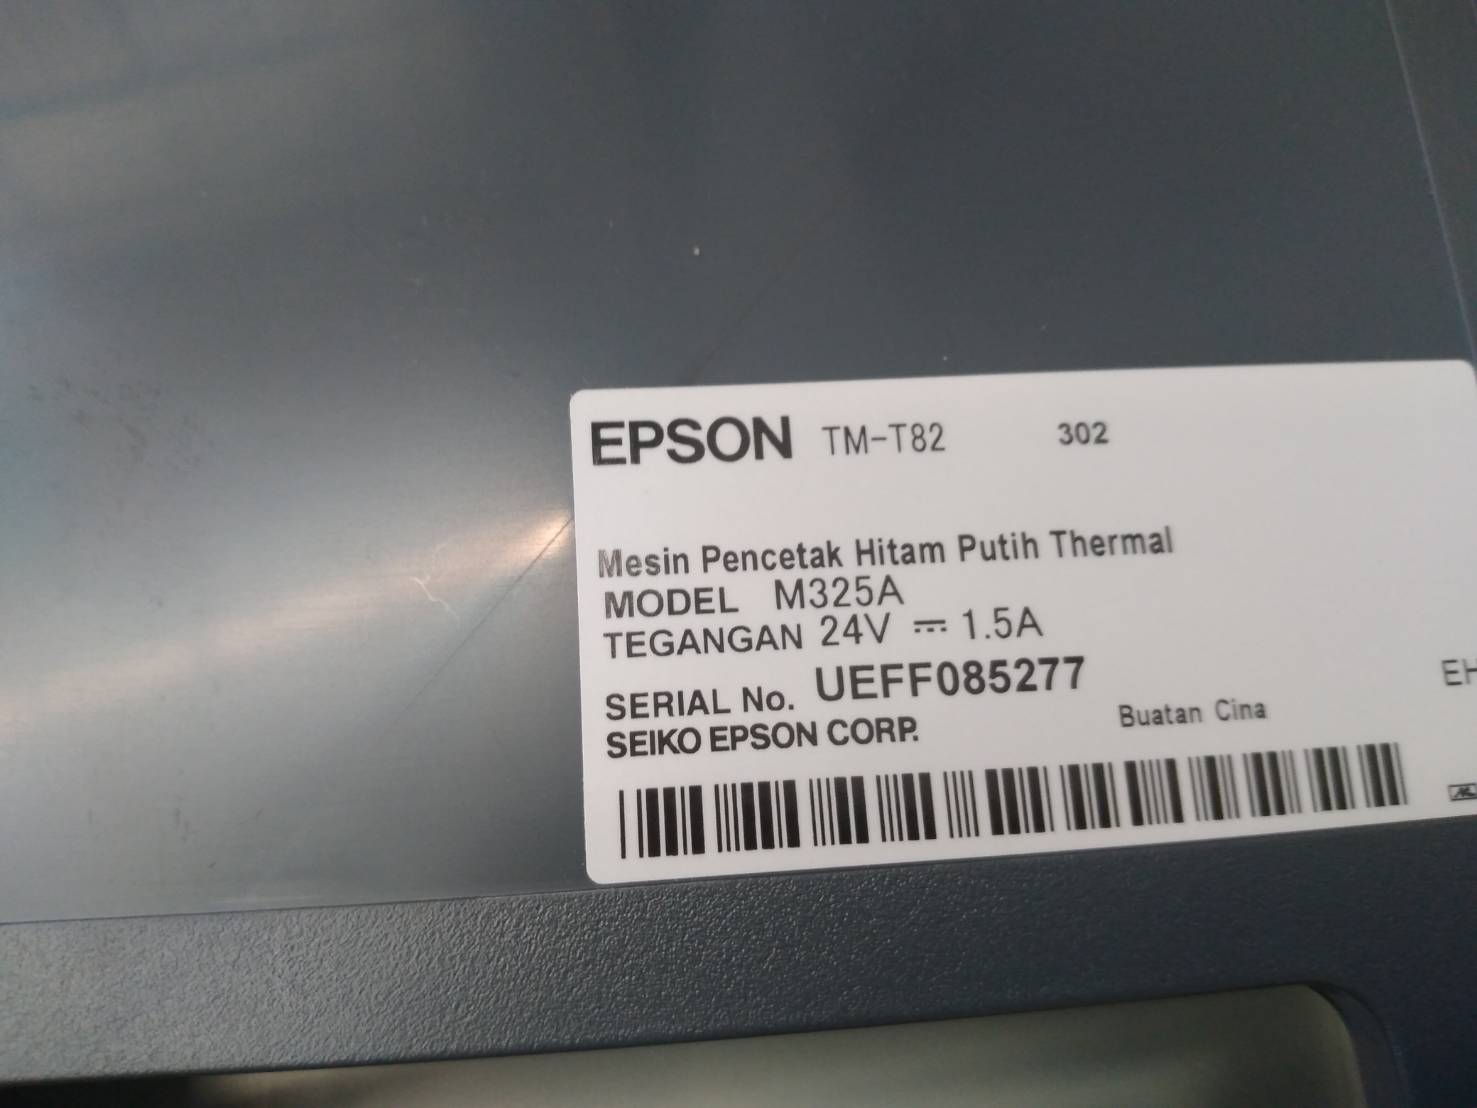 EPSON TM-T82 302
Mesin Pencetak Hitam Putih Thermal
MODEL M325A
TEGANGAN 24V ⎓ 1.5A
SERIAL No. UEFF085277
SEIKO EPSON CORP. Buatan Cina